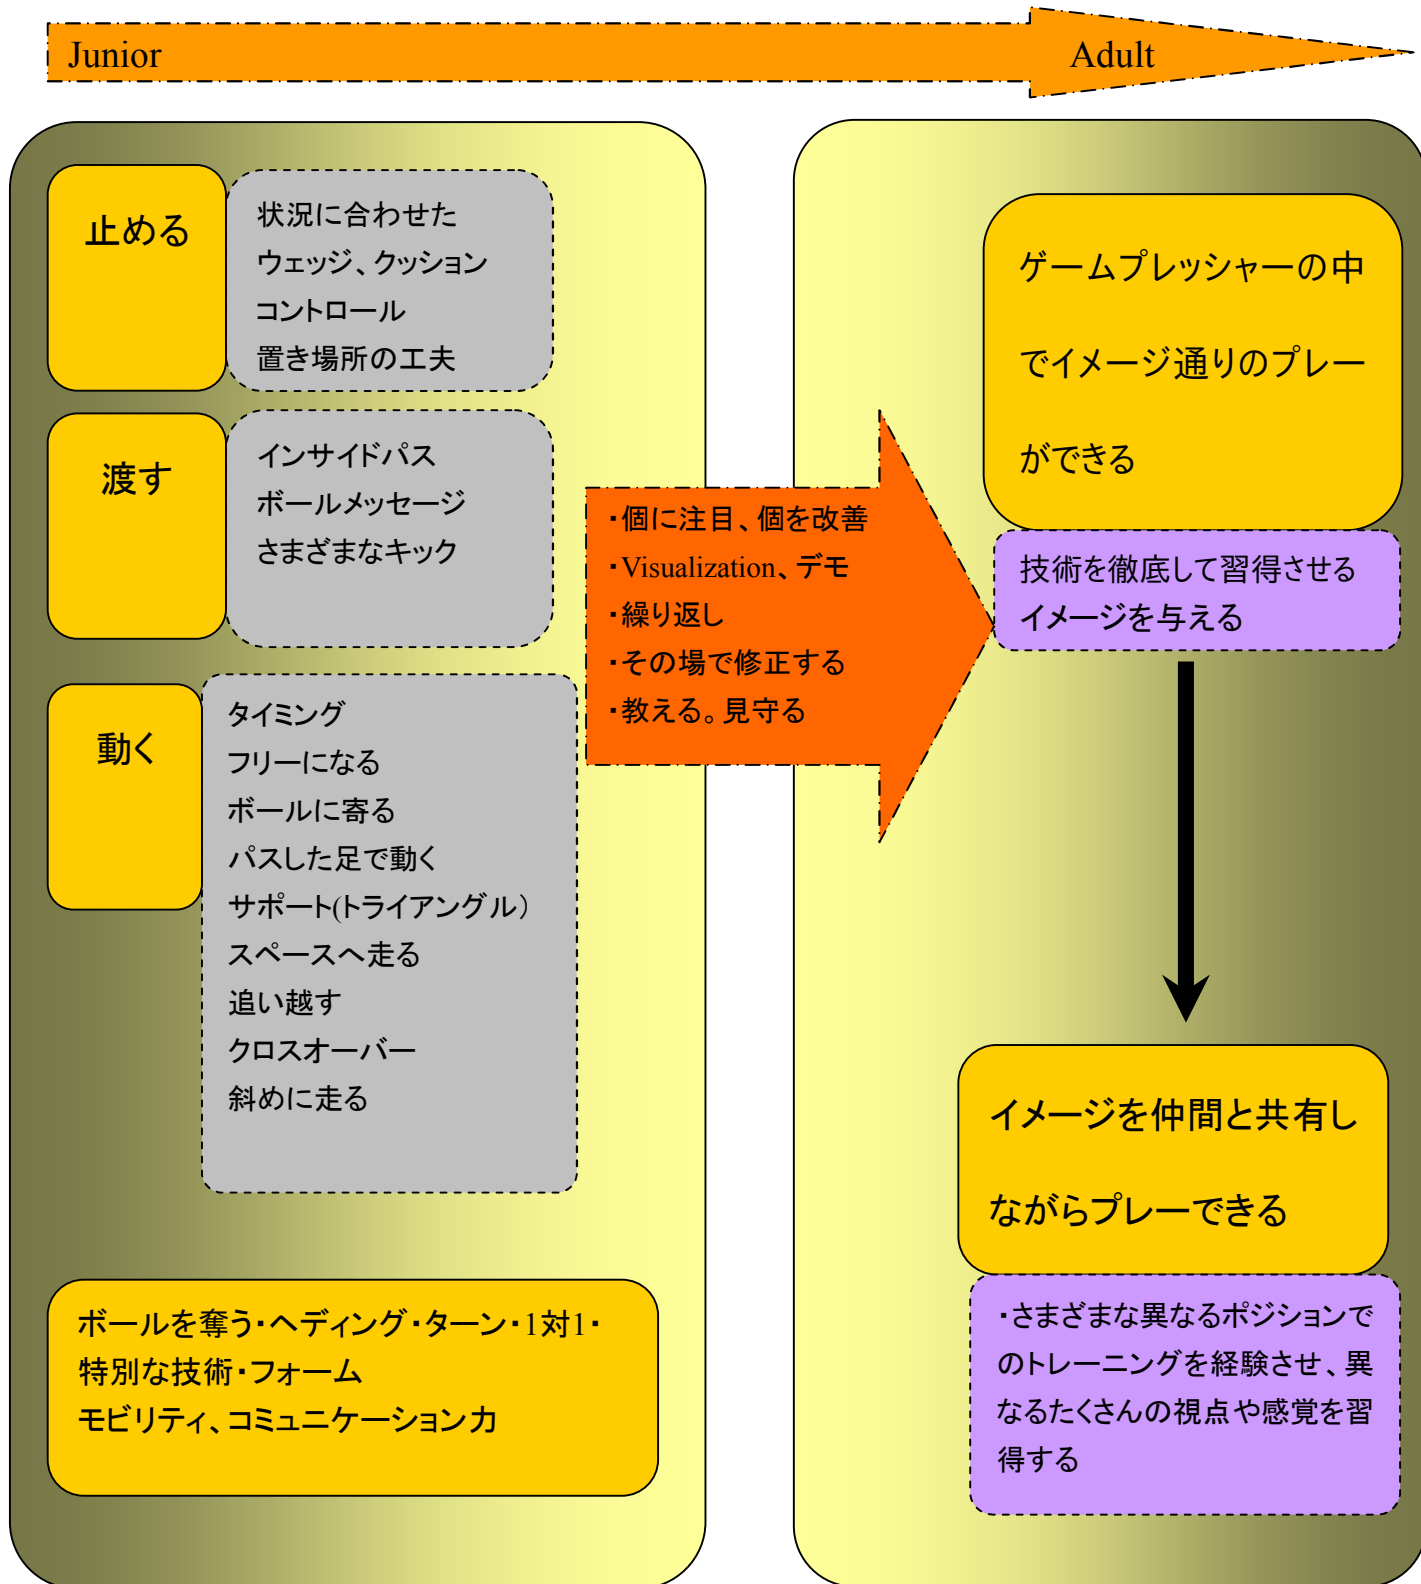 Junior
Adult
止める
状況に合わせた
ウェッジ、クッション
コントロール
置き場所の工夫
渡す
インサイドパス
ボールメッセージ
さまざまなキック
動く
タイミング
フリーになる
ボールに寄る
パスした足で動く
サポート(トライアングル）
スペースへ走る
追い越す
クロスオーバー
斜めに走る
ボールを奪う・ヘディング・ターン・1対1・
特別な技術・フォーム
モビリティ、コミュニケーション力
・個に注目、個を改善
・Visualization、デモ
・繰り返し
・その場で修正する
・教える。見守る
ゲームプレッシャーの中
でイメージ通りのプレー
ができる
技術を徹底して習得させる
イメージを与える
イメージを仲間と共有し
ながらプレーできる
・さまざまな異なるポジションで
のトレーニングを経験させ、異
なるたくさんの視点や感覚を習
得する